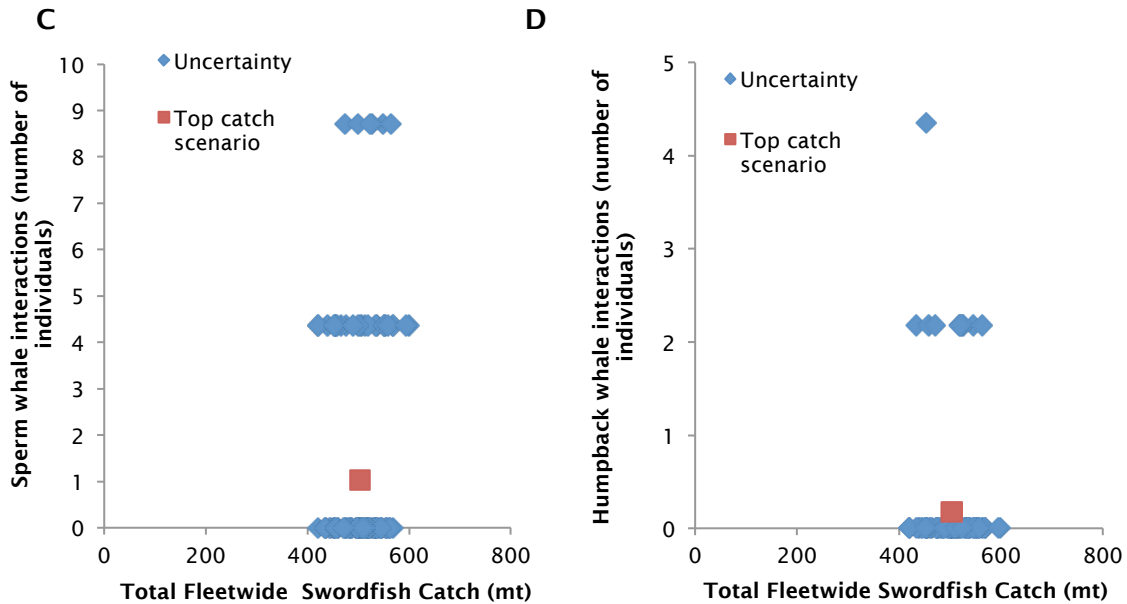 C
Sperm whale interactions (number of
individuals)
10
9
8
7
6
5
4
3
2
1
0
Uncertainty
Top catch
scenario
0 200 400 600 800
Total Fleetwide Swordfish Catch (mt)
D
Humpback whale interactions (number of
individuals)
5
4
3
2
1
0
Uncertainty
Top catch
scenario
0 200 400 600 800
Total Fleetwide Swordfish Catch (mt)